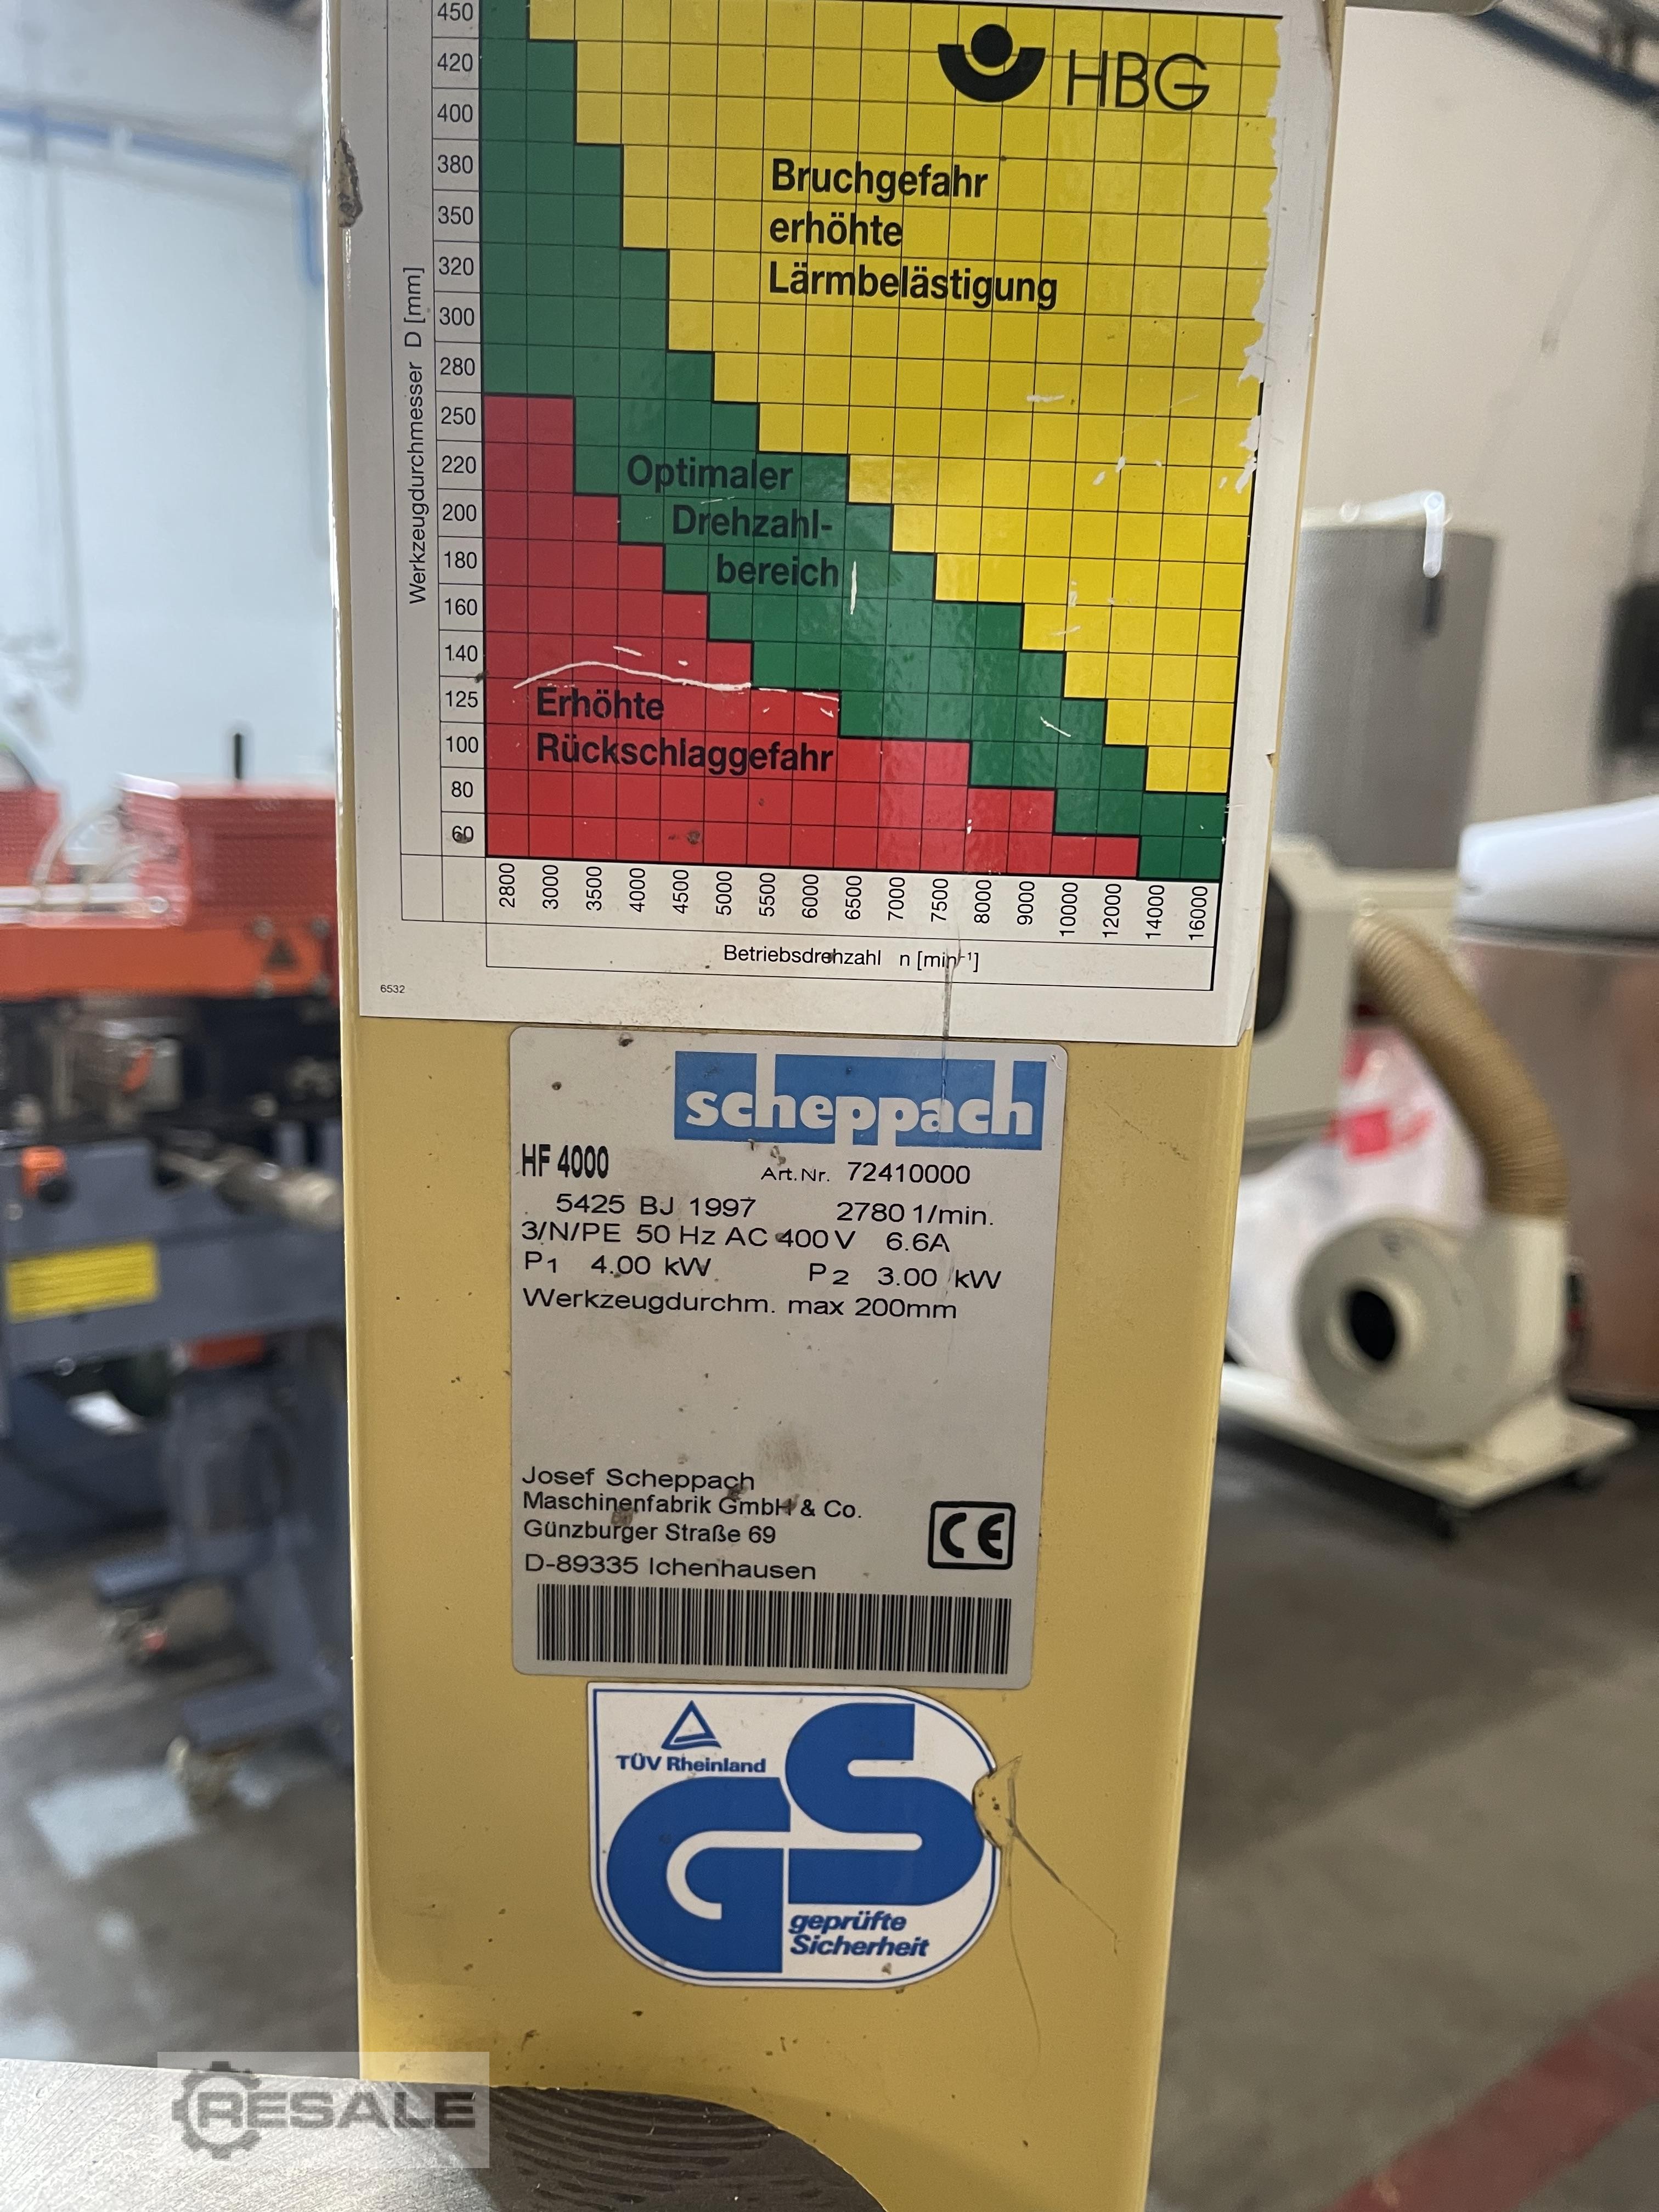 450
HBG
420
400
380
350
320
300
280
250
220
200
180
160
140
125
100
80
60
Werkzeugdurchmesser D [mm]
Bruchgefahr
erhöhte
Lärmbelästigung
Optimaler
Drehzahl-
bereich
Erhöhte
Rückschlaggefahr
2800 3000 3500 4000 4500 5000 5500 6000 6500 7000 7500 8000 9000 10000 12000 14000 16000
Betriebsdrehzahl n [min-¹]
6532
scheppach
HF 4000 Art.Nr. 72410000
5425 BJ 1997 2780 1/min.
3/N/PE 50 Hz AC 400 V 6.6A
P1 4.00 kW P2 3.00 kW
Werkzeugdurchm. max 200mm
Josef Scheppach
Maschinenfabrik GmbH & Co.
Günzburger Straße 69
D-89335 Ichenhausen
CE
TÜV Rheinland
GS
geprüfte
Sicherheit
RESALE